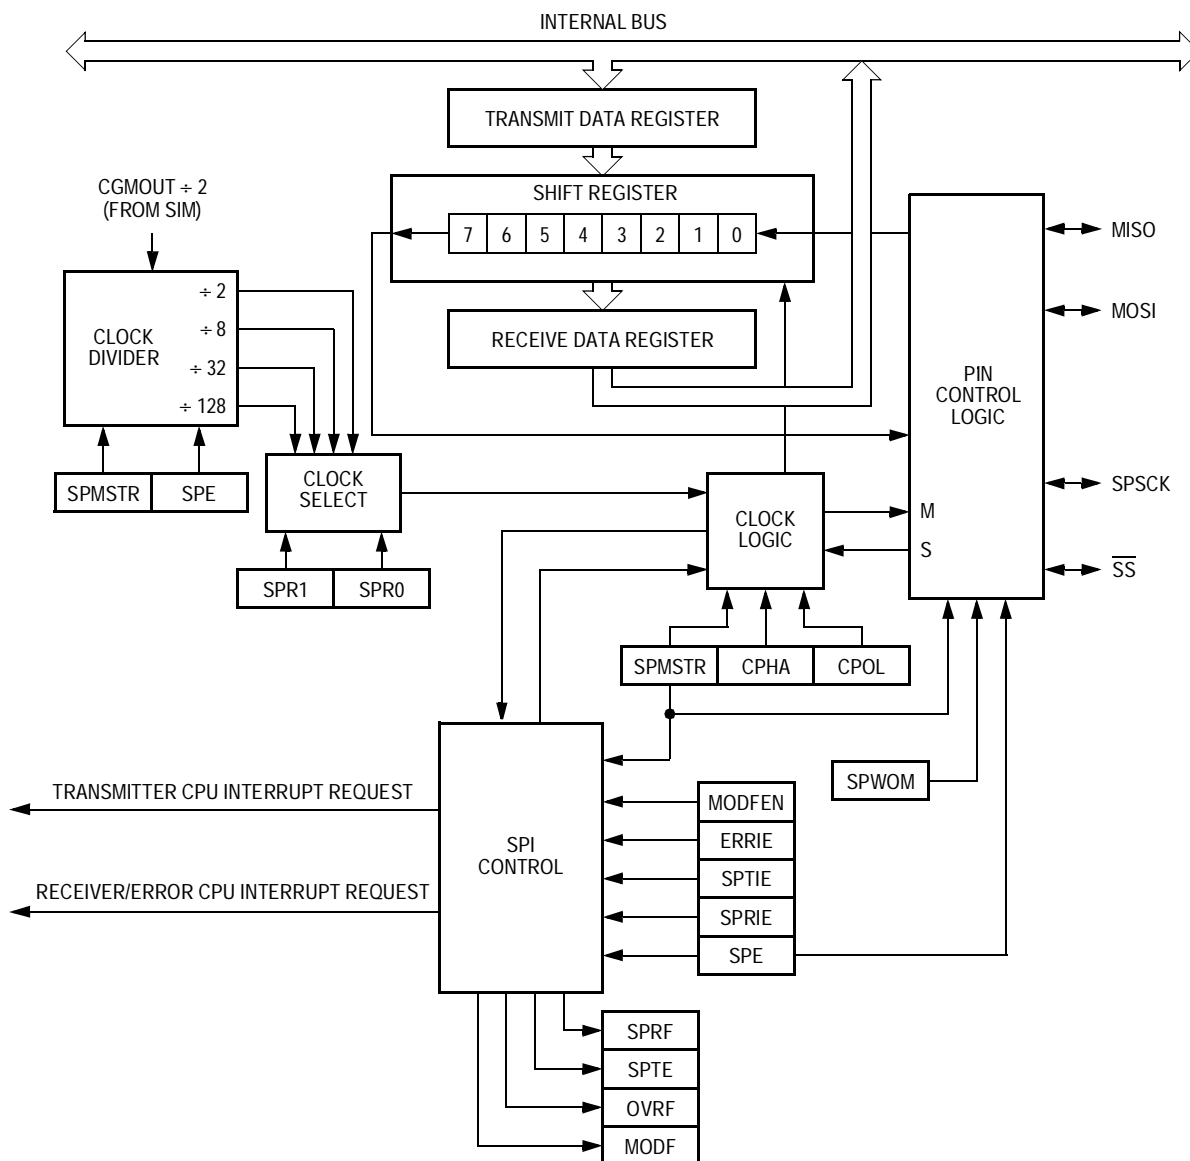 INTERNAL BUS
TRANSMIT DATA REGISTER
CGMOUT ÷ 2
(FROM SIM)
SHIFT REGISTER
7 6 5 4 3 2 1 0
MISO
MOSI
÷ 2
÷ 8
÷ 32
÷ 128
CLOCK
DIVIDER
RECEIVE DATA REGISTER
PIN
CONTROL
LOGIC
SPMSTR SPE
CLOCK
SELECT
SPSCK
CLOCK
LOGIC
M
S
SS
SPR1 SPR0
SPMSTR CPHA CPOL
SPWOM
TRANSMITTER CPU INTERRUPT REQUEST
RECEIVER/ERROR CPU INTERRUPT REQUEST
SPI
CONTROL
MODFEN
ERRIE
SPTIE
SPRIE
SPE
SPRF
SPTE
OVRF
MODF